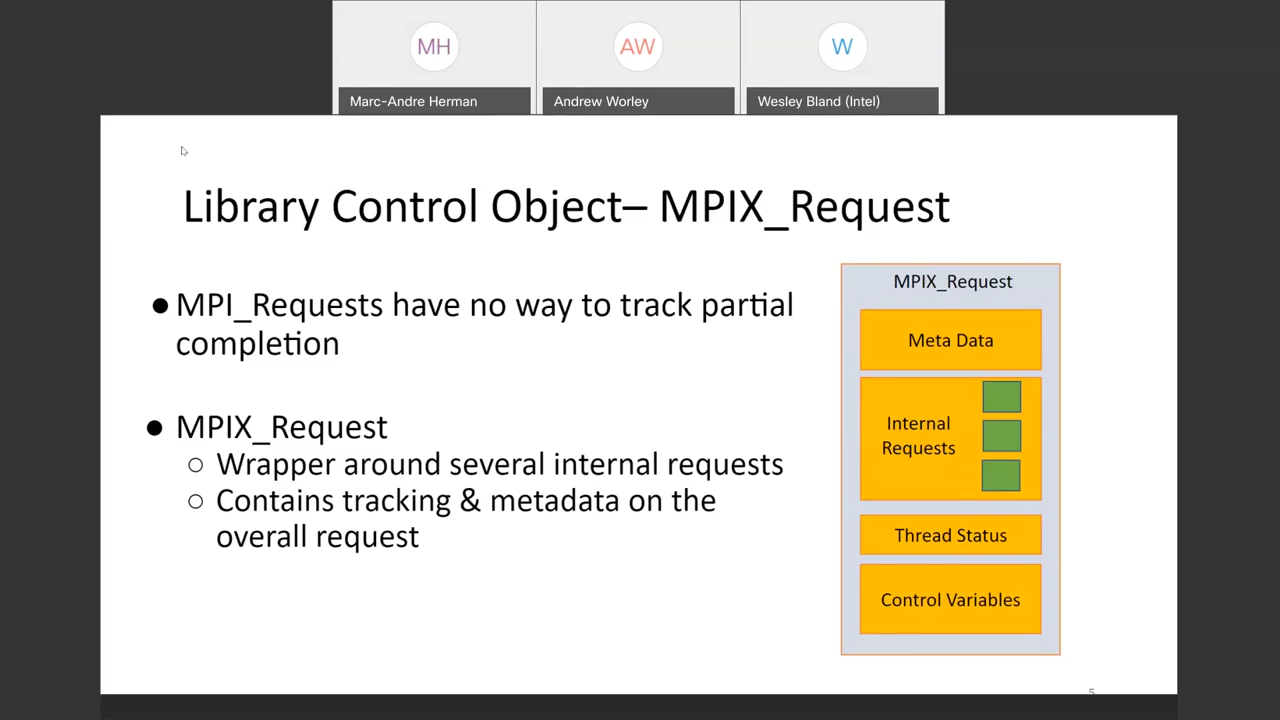 MH
AW
W
Marc-Andre Herman
Andrew Worley
Wesley Bland (Intel)
Library Control Object– MPIX_Request
●MPI_Requests have no way to track partial
completion
● MPIX_Request
○ Wrapper around several internal requests
○ Contains tracking & metadata on the
overall request
MPIX_Request
Meta Data
Internal
Requests
Thread Status
Control Variables
5